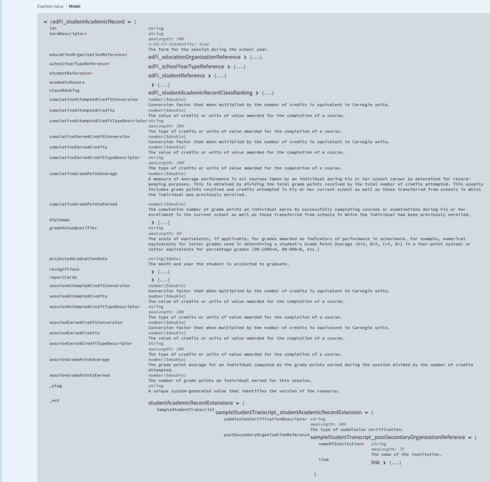 Example Value | Model
edFi_studentAcademicRecord ∨ {
id* string
termDescriptor* string
maxLength: 306
x-Ed-Fi-isIdentity: true
The term for the session during the school year.
educationOrganizationReference* edFi_educationOrganizationReference > {...}
schoolYearTypeReference* edFi_schoolYearTypeReference > {...}
studentReference* edFi_studentReference > {...}
academicHonors > [...]
classRanking edFi_studentAcademicRecordClassRanking > {...}
cumulativeAttemptedCreditConversion number($double)
Conversion factor that when multiplied by the number of credits is equivalent to Carnegie units.
cumulativeAttemptedCredits number($double)
The value of credits or units of value awarded for the completion of a course.
cumulativeAttemptedCreditTypeDescriptor string
maxLength: 306
The type of credits or units of value awarded for the completion of a course.
cumulativeEarnedCreditConversion number($double)
Conversion factor that when multiplied by the number of credits is equivalent to Carnegie units.
cumulativeEarnedCredits number($double)
The value of credits or units of value awarded for the completion of a course.
cumulativeEarnedCreditTypeDescriptor string
maxLength: 306
The type of credits or units of value awarded for the completion of a course.
cumulativeGradePointAverage number($double)
A measure of average performance in all courses taken by an individual during his or her school career as determined for record-
keeping purposes. This is obtained by dividing the total grade points received by the total number of credits attempted. This usually
includes grade points received and credits attempted in his or her current school as well as those transferred from schools in which
the individual was previously enrolled.
cumulativeGradePointsEarned number($double)
The cumulative number of grade points an individual earns by successfully completing courses or examinations during his or her
enrollment in the current school as well as those transferred from schools in which the individual had been previously enrolled.
diplomas > [...]
gradeValueQualifier string
maxLength: 80
The scale of equivalents, if applicable, for grades awarded as indicators of performance in schoolwork. For example, numerical
equivalents for letter grades used in determining a student's Grade Point Average (A=4, B=3, C=2, D=1 in a four-point system) or
letter equivalents for percentage grades (90-100%=A, 80-90%=B, etc.)
projectedGraduationDate string($date)
The month and year the student is projected to graduate.
recognitions > [...]
reportCards > [...]
sessionAttemptedCreditConversion number($double)
Conversion factor that when multiplied by the number of credits is equivalent to Carnegie units.
sessionAttemptedCredits number($double)
The value of credits or units of value awarded for the completion of a course.
sessionAttemptedCreditTypeDescriptor string
maxLength: 306
The type of credits or units of value awarded for the completion of a course.
sessionEarnedCreditConversion number($double)
Conversion factor that when multiplied by the number of credits is equivalent to Carnegie units.
sessionEarnedCredits number($double)
The value of credits or units of value awarded for the completion of a course.
sessionEarnedCreditTypeDescriptor string
maxLength: 306
The type of credits or units of value awarded for the completion of a course.
sessionGradePointAverage number($double)
The grade point average for an individual computed as the grade points earned during the session divided by the number of credits
attempted.
sessionGradePointsEarned number($double)
The number of grade points an individual earned for this session.
_etag string
A unique system-generated value that identifies the version of the resource.
_ext studentAcademicRecordExtensions ∨ {
SampleStudentTranscript sampleStudentTranscript_studentAcademicRecordExtension ∨ {
submissionCertificationDescriptor string
maxLength: 306
The type of submission certification.
postSecondaryOrganizationReference sampleStudentTranscript_postSecondaryOrganizationReference ∨ {
nameOfInstitution* string
maxLength: 75
The name of the institution.
link link > {...}
}